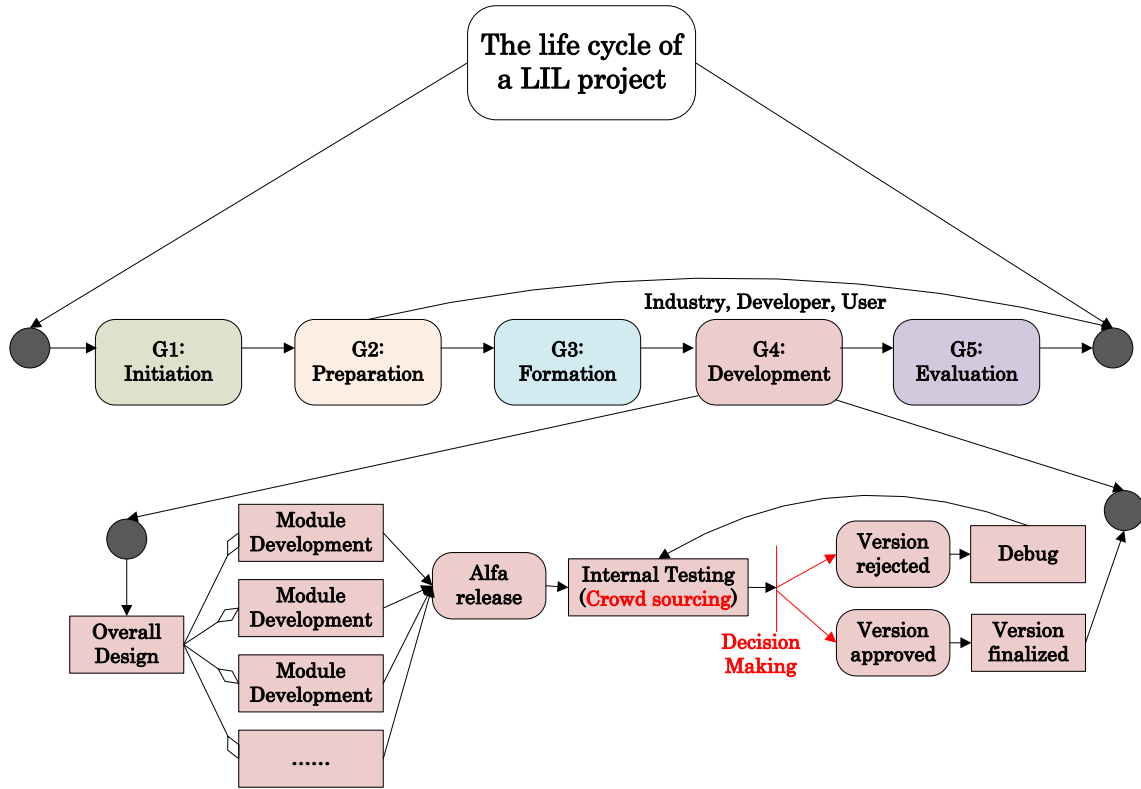 The life cycle of
a LIL project
Industry, Developer, User
G1:
Initiation
G2:
Preparation
G3:
Formation
G4:
Development
G5:
Evaluation
Module
Development
Module
Development
Module
Development
......
Overall
Design
Alfa
release
Internal Testing
(Crowd sourcing)
Decision
Making
Version
rejected
Debug
Version
approved
Version
finalized